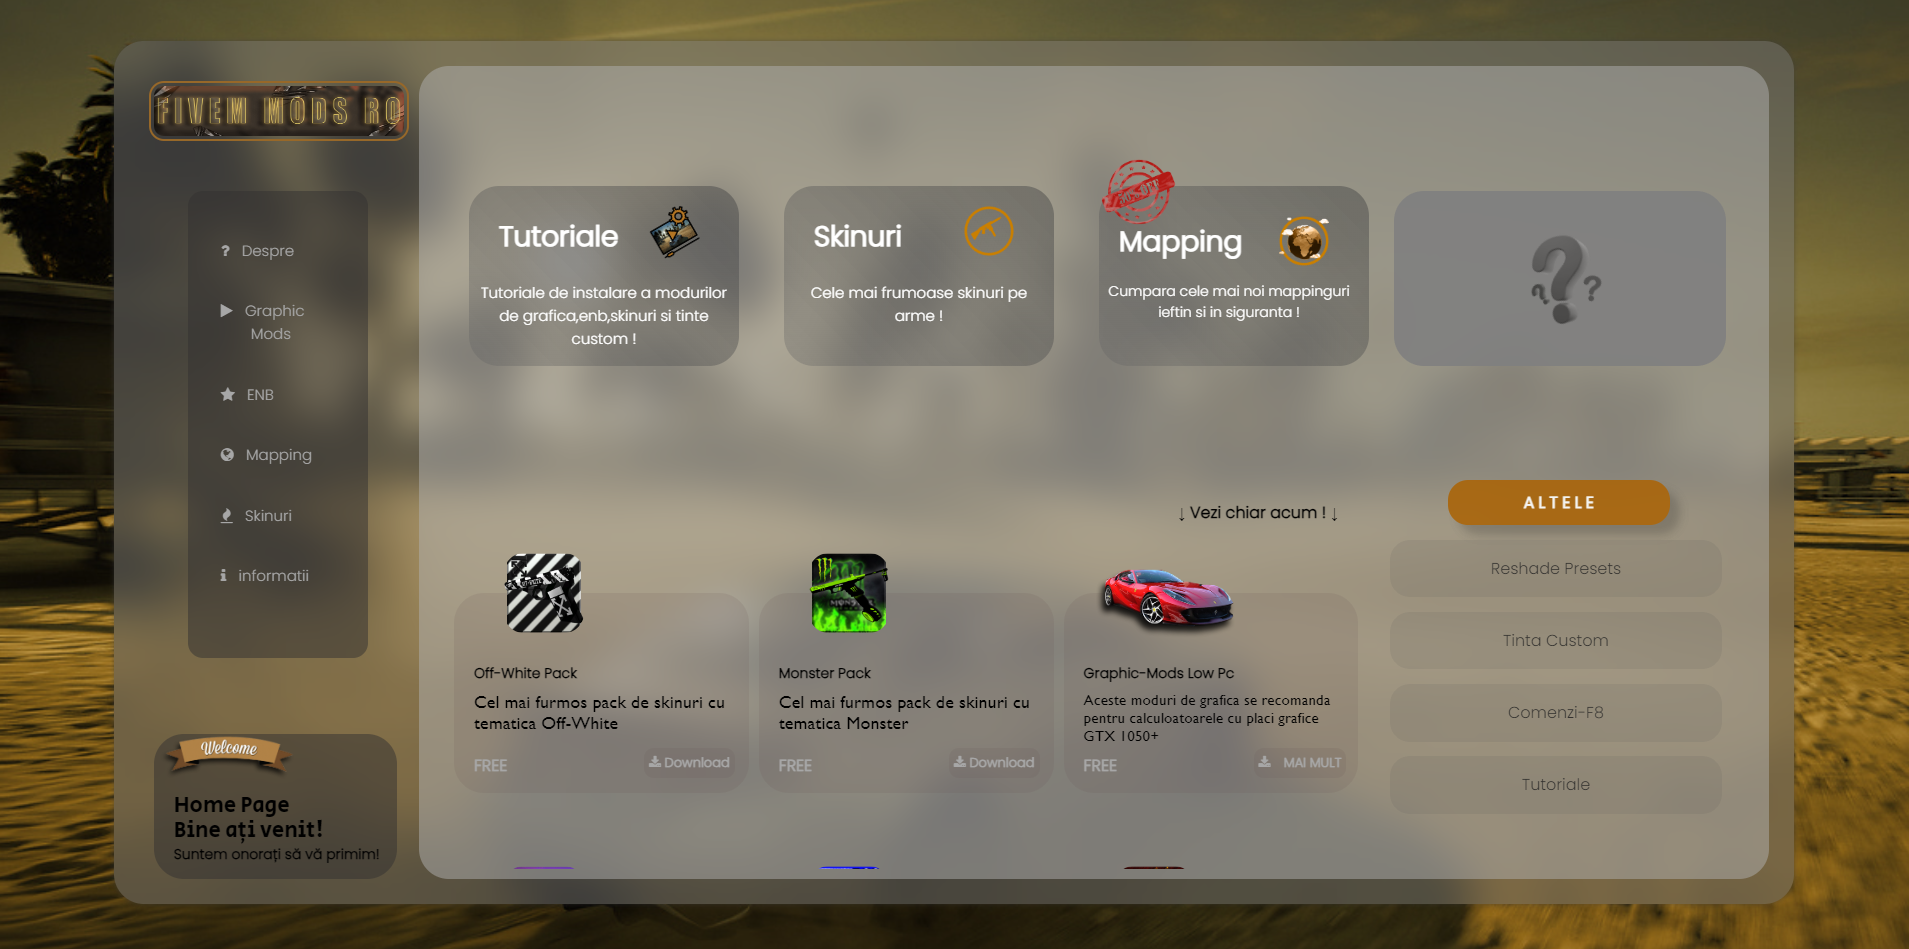 FIVEM MODS RO
Despre
Graphic
Mods
ENB
Mapping
Skinuri
informatii
Welcome
Home Page
Bine ați venit!
Suntem onorați să vă primim!
Tutoriale
Tutoriale de instalare a modurilor
de grafica,enb,skinuri si tinte
custom !
Skinuri
Cele mai frumoase skinuri pe
arme !
Mapping
Cumpara cele mai noi mappinguri
ieftin si in siguranta !
↓ Vezi chiar acum ! ↓
Off-White Pack
Cel mai furmos pack de skinuri cu
tematica Off-White
FREE
Download
Monster Pack
Cel mai furmos pack de skinuri cu
tematica Monster
FREE
Download
Graphic-Mods Low Pc
Aceste moduri de grafica se recomanda
pentru calculoatoarele cu placi grafice
GTX 1050+
FREE
MAI MULT
ALTELE
Reshade Presets
Tinta Custom
Comenzi-F8
Tutoriale